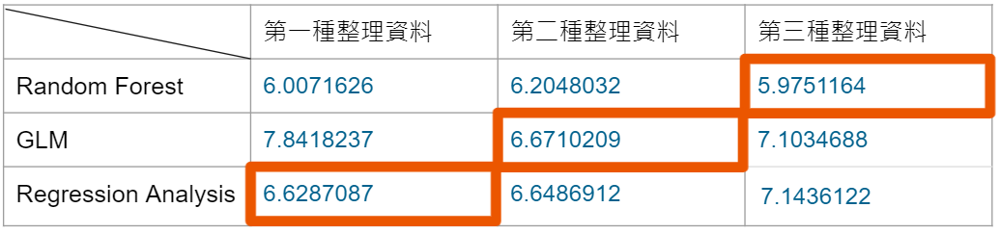 第一種整理資料 第二種整理資料 第三種整理資料
Random Forest 6.0071626 6.2048032 5.9751164
GLM 7.8418237 6.6710209 7.1034688
Regression Analysis 6.6287087 6.6486912 7.1436122